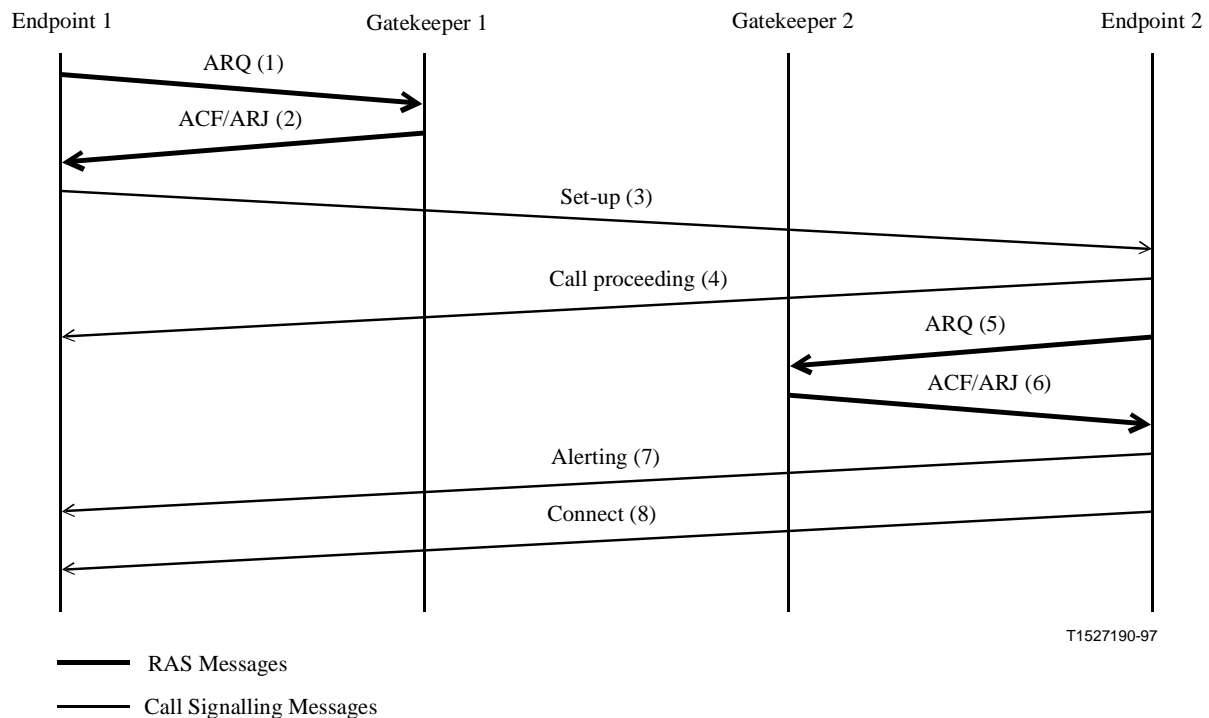 Endpoint 1
Gatekeeper 1
Gatekeeper 2
Endpoint 2
ARQ (1)
ACF/ARJ (2)
Set-up (3)
Call proceeding (4)
ARQ (5)
ACF/ARJ (6)
Alerting (7)
Connect (8)
T1527190-97
RAS Messages
Call Signalling Messages